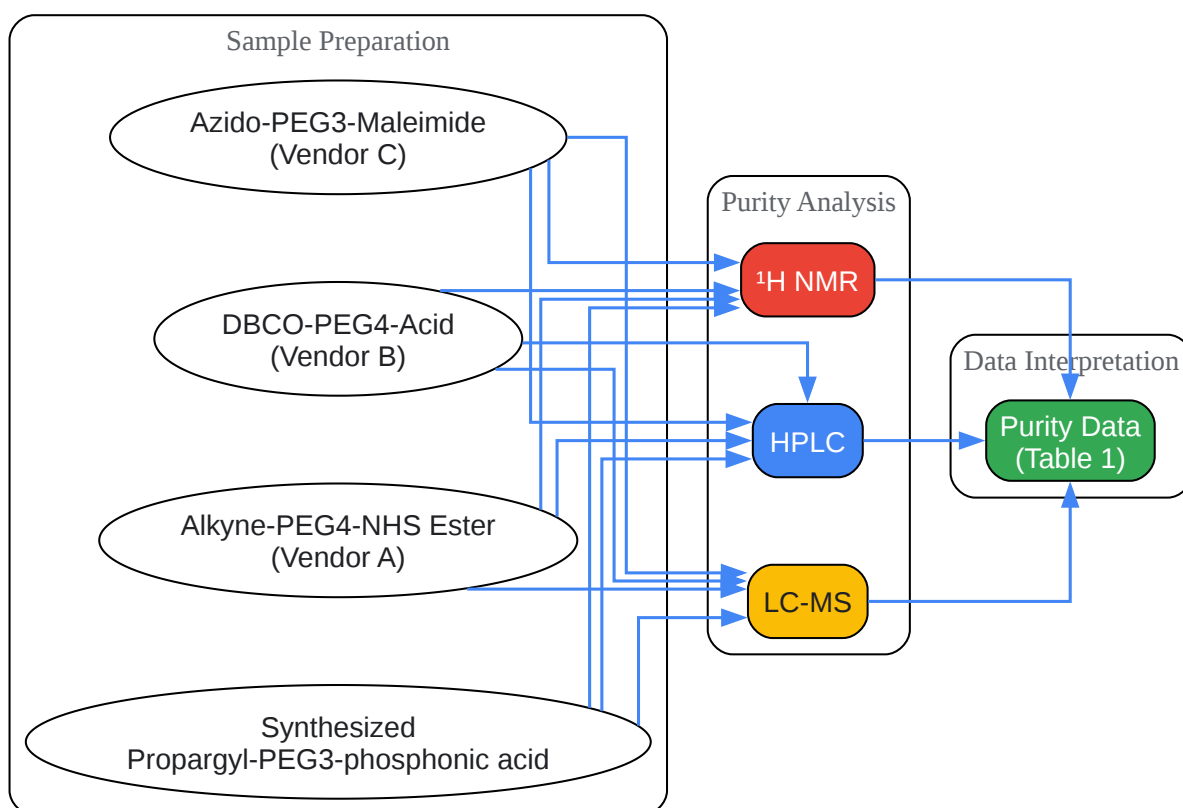 Sample Preparation
Azido-PEG3-Maleimide
(Vendor C)
DBCO-PEG4-Acid
(Vendor B)
Alkyne-PEG4-NHS Ester
(Vendor A)
Synthesized
Propargyl-PEG3-phosphonic acid
Purity Analysis
¹H NMR
HPLC
LC-MS
Data Interpretation
Purity Data
(Table 1)